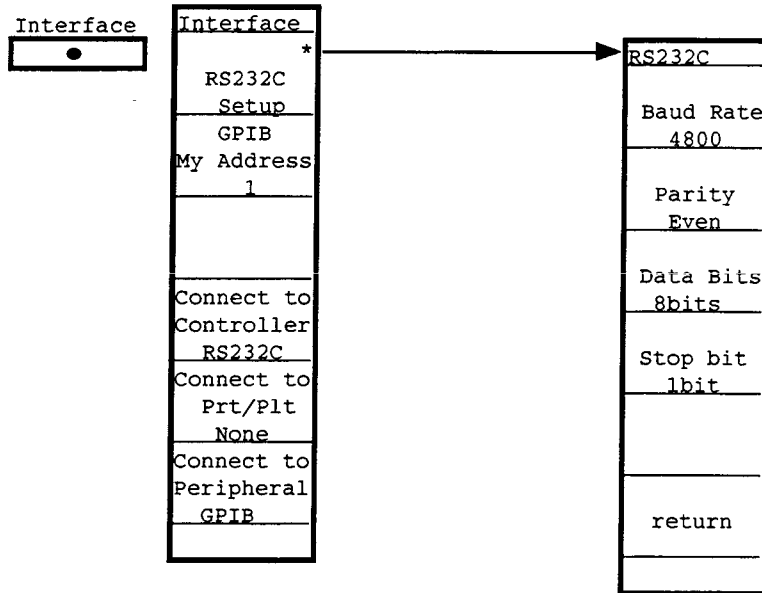 Interface
Interface
*
RS232C
Setup
GPIB
My Address
1
Connect to
Controller
RS232C
Connect to
Prt/Plt
None
Connect to
Peripheral
GPIB
RS232C
Baud Rate
4800
Parity
Even
Data Bits
8bits
Stop bit
1bit
return